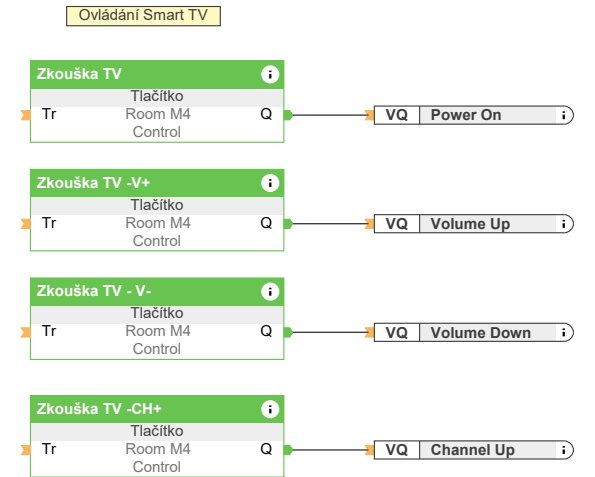 Ovládání Smart TV
Zkouška TV i
Tlačítko
Tr Room M4 Q VQ Power On i
Control
Zkouška TV -V+ i
Tlačítko
Tr Room M4 Q VQ Volume Up i
Control
Zkouška TV - V- i
Tlačítko
Tr Room M4 Q VQ Volume Down i
Control
Zkouška TV -CH+ i
Tlačítko
Tr Room M4 Q VQ Channel Up i
Control